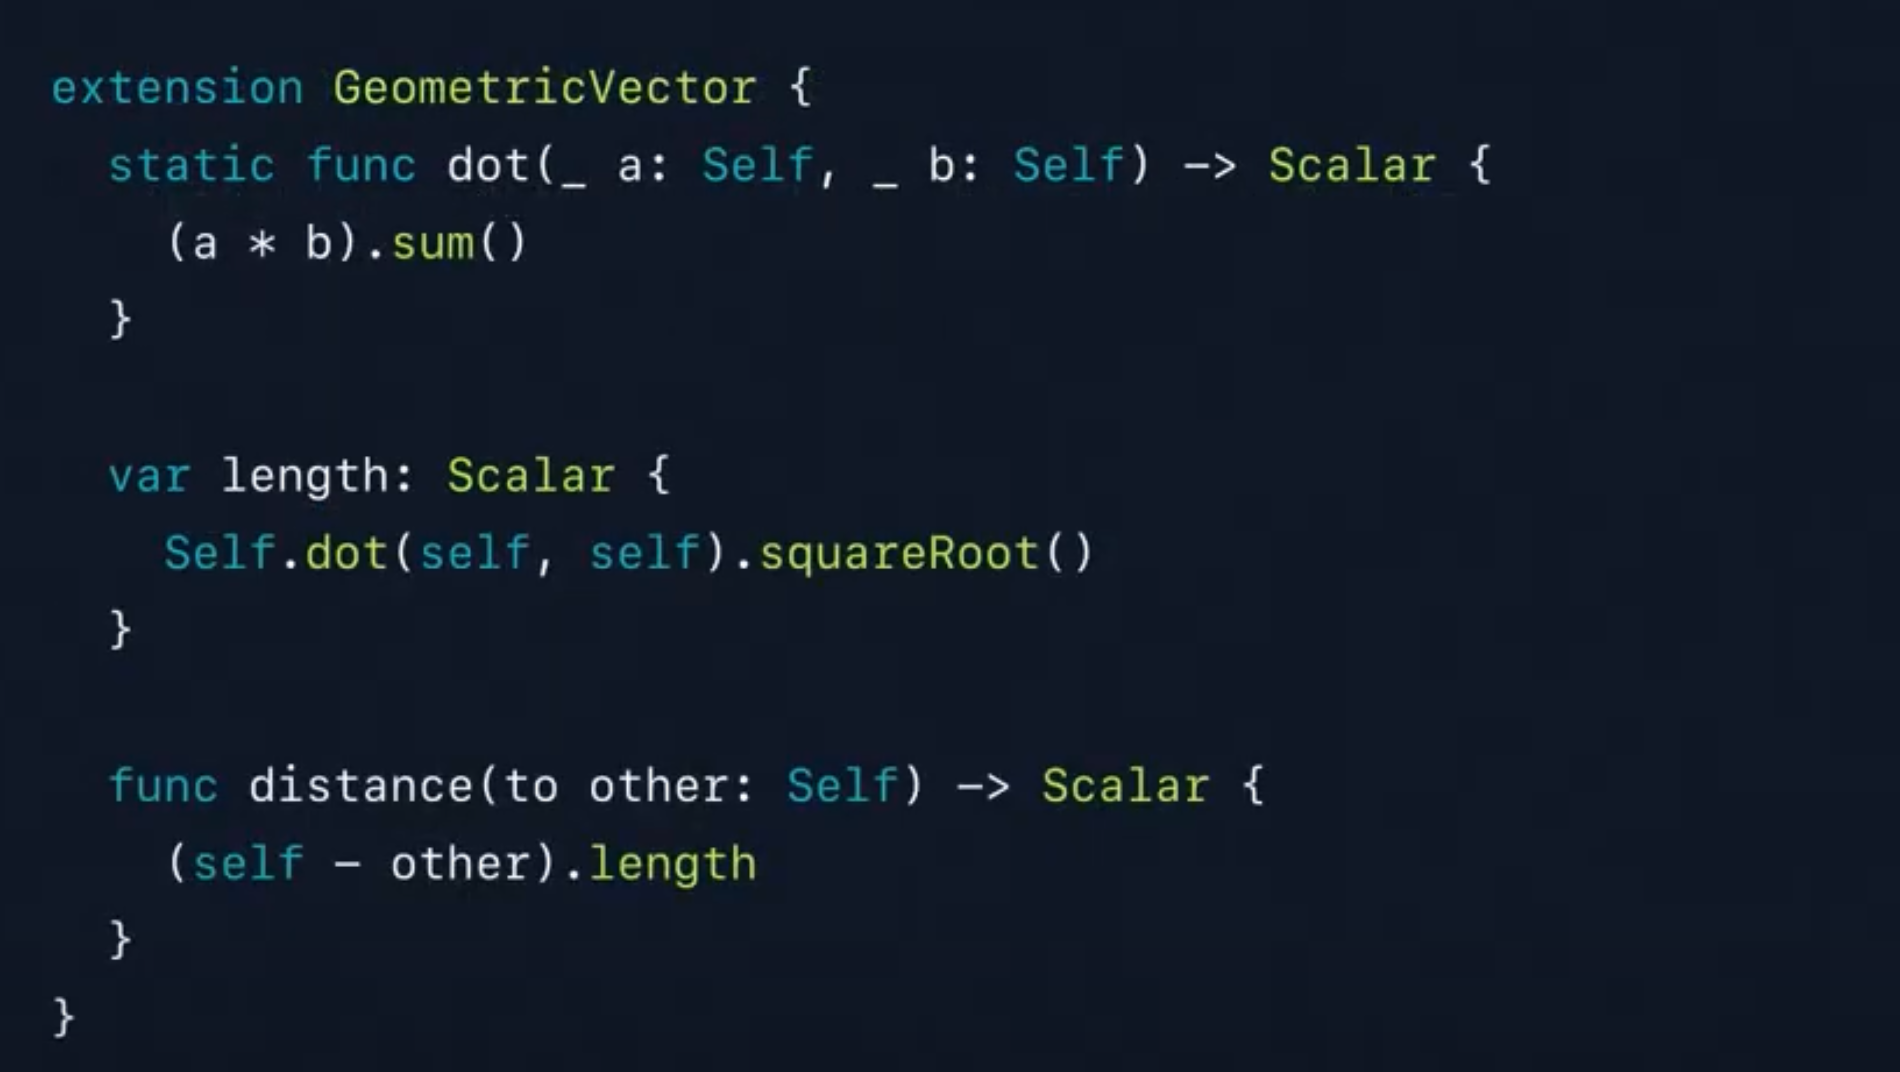 extension GeometricVector {
static func dot(_ a: Self, _ b: Self) -> Scalar {
(a * b).sum()
}
var length: Scalar {
Self.dot(self, self).squareRoot()
}
func distance(to other: Self) -> Scalar {
(self - other).length
}
}